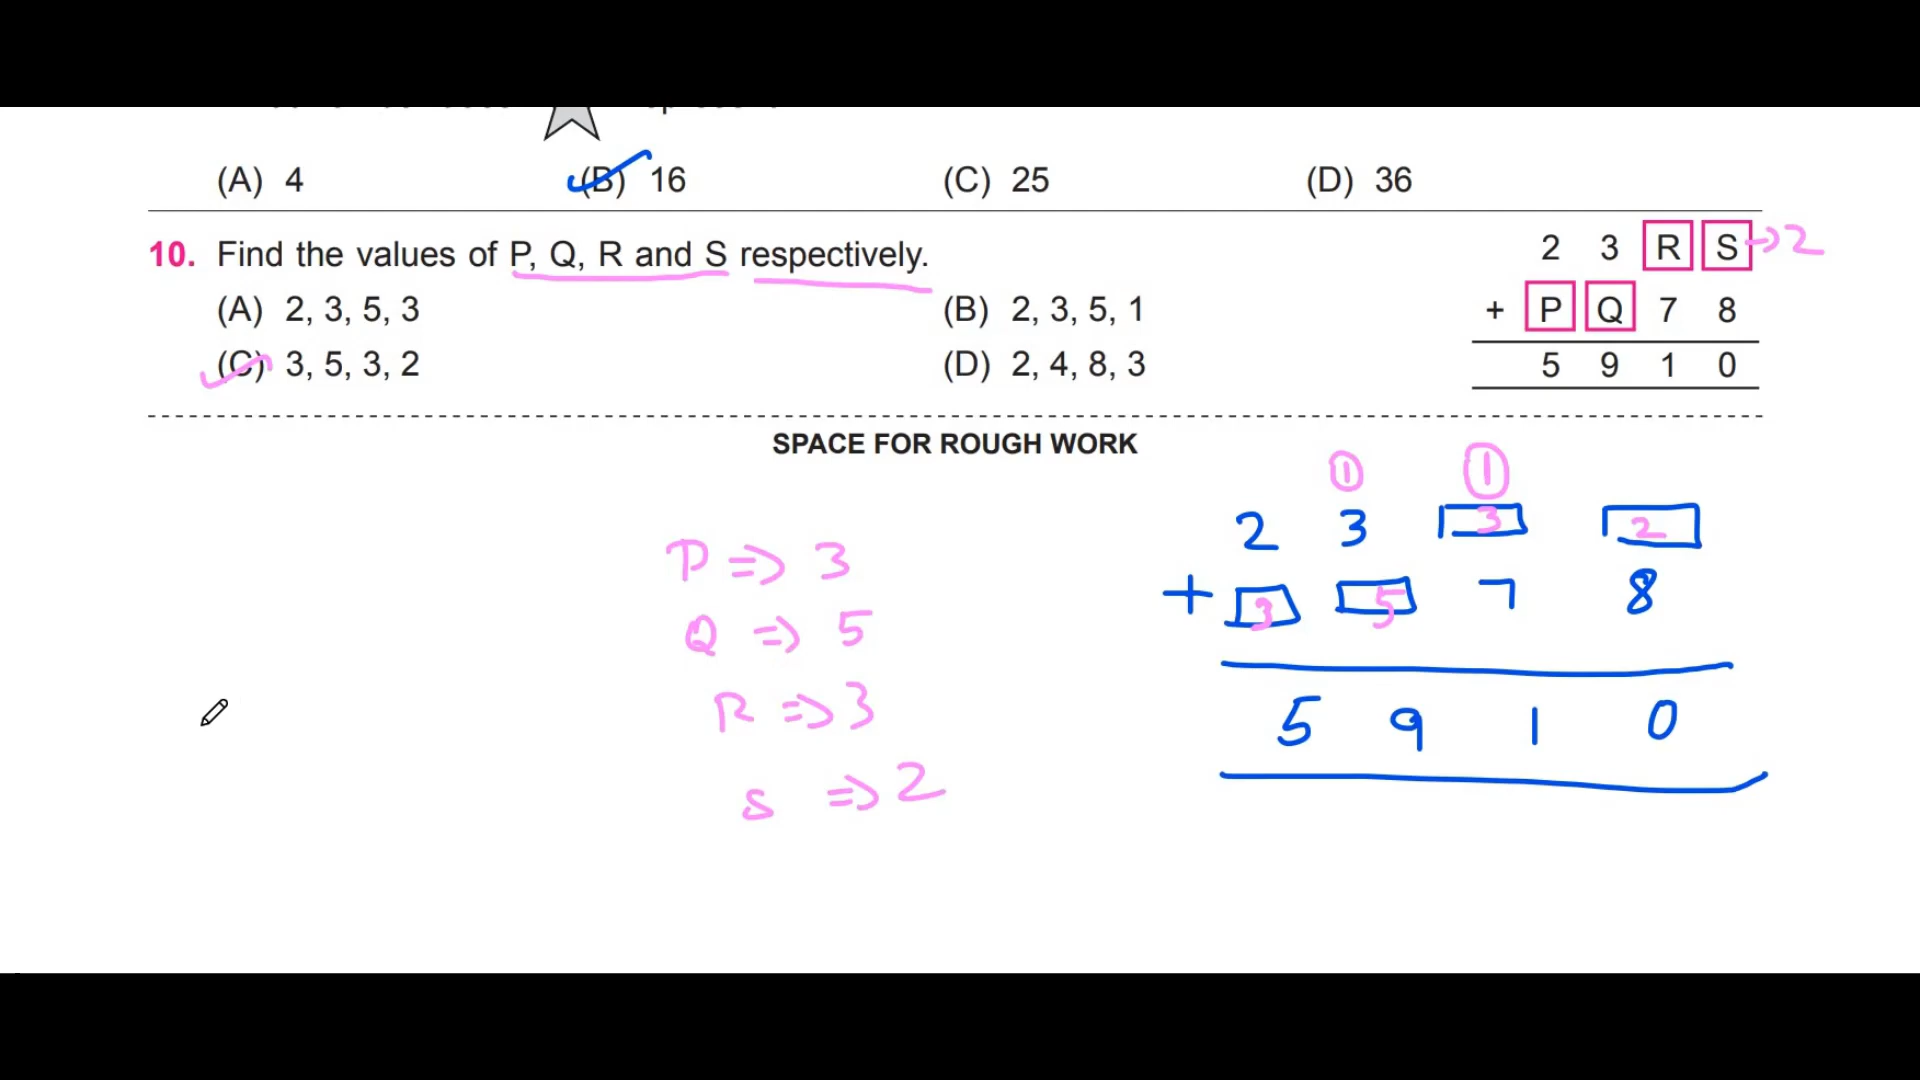 (A) 4 (B) 16 (C) 25 (D) 36
10. Find the values of P, Q, R and S respectively.
(A) 2, 3, 5, 3 (B) 2, 3, 5, 1
(C) 3, 5, 3, 2 (D) 2, 4, 8, 3
2 3 R S ⇒ 2
+ P Q 7 8
5 9 1 0
SPACE FOR ROUGH WORK
P ⇒ 3
Q ⇒ 5
R ⇒ 3
S ⇒ 2
1 1
2 3 3 2
+ 3 5 7 8
5 9 1 0